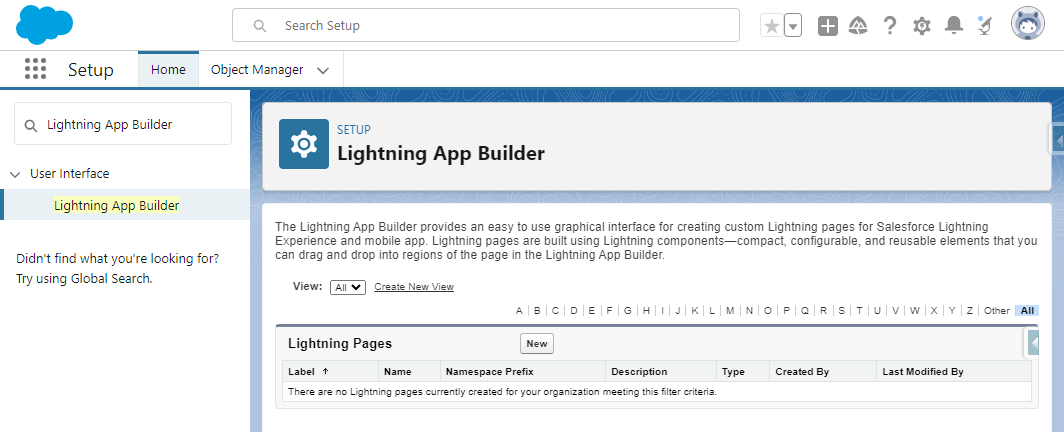 Search Setup
Setup
Home
Object Manager
Lightning App Builder
User Interface
Lightning App Builder
Didn't find what you're looking for?
Try using Global Search.
SETUP
Lightning App Builder
The Lightning App Builder provides an easy to use graphical interface for creating custom Lightning pages for Salesforce Lightning
Experience and mobile app. Lightning pages are built using Lightning components—compact, configurable, and reusable elements that you
can drag and drop into regions of the page in the Lightning App Builder.
View: All Create New View
A | B | C | D | E | F | G | H | I | J | K | L | M | N | O | P | Q | R | S | T | U | V | W | X | Y | Z | Other | All
Lightning Pages New
Label ↑ Name Namespace Prefix Description Type Created By Last Modified By
There are no Lightning pages currently created for your organization meeting this filter criteria.